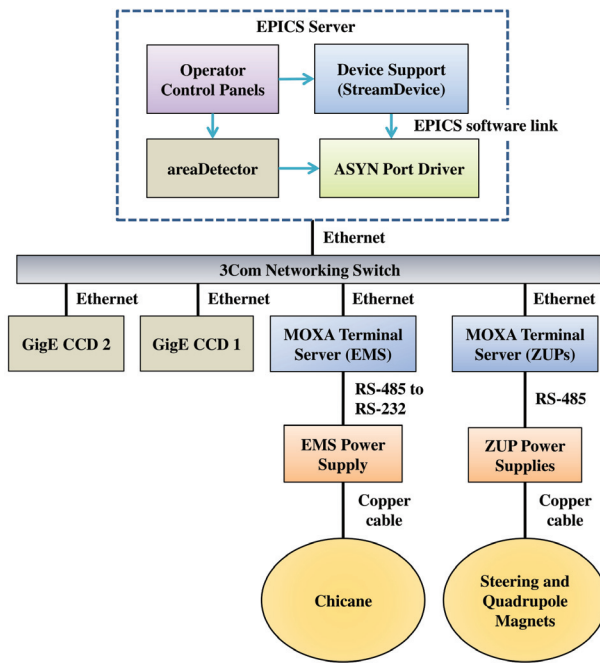 EPICS Server
Operator
Control Panels
Device Support
(StreamDevice)
EPICS software link
areaDetector
ASYN Port Driver
Ethernet
3Com Networking Switch
Ethernet
Ethernet
Ethernet
Ethernet
GigE CCD 2
GigE CCD 1
MOXA Terminal
Server (EMS)
MOXA Terminal
Server (ZUPs)
RS-485 to
RS-232
RS-485
EMS Power
Supply
ZUP Power
Supplies
Copper
cable
Copper
cable
Chicane
Steering and
Quadrupole
Magnets